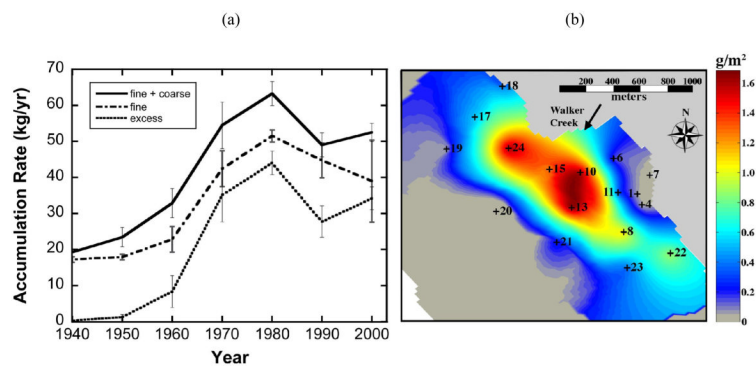 (a)
(b)
Accumulation Rate (kg/yr)
70
60
50
40
30
20
10
0
fine + coarse
fine
excess
1940 1950 1960 1970 1980 1990 2000
Year
g/m²
+18
200 400 600 800 1000
meters
Walker
Creek
N
+17
+19
+24
+15
+10
+6
+7
11+
1+
+4
+13
+20
+21
+8
+22
+23
1.6
1.4
1.2
1.0
0.8
0.6
0.4
0.2
0